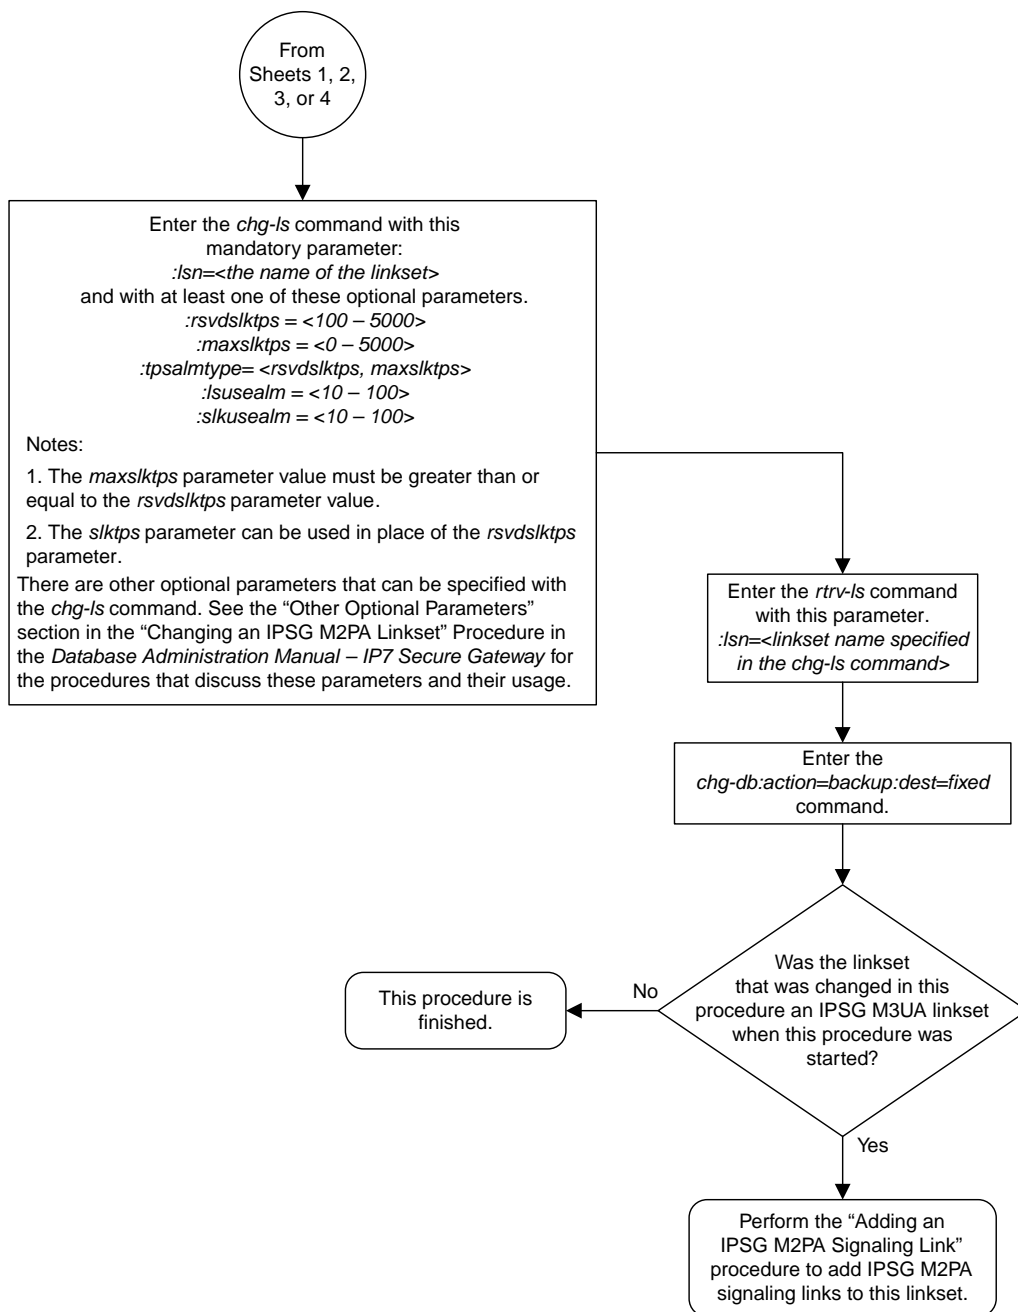 From
Sheets 1, 2,
3, or 4
Enter the chg-ls command with this
mandatory parameter:
:lsn=<the name of the linkset>
and with at least one of these optional parameters.
:rsvdslktps = <100 – 5000>
:maxslktps = <0 – 5000>
:tpsalmtype= <rsvdslktps, maxslktps>
:lsusealm = <10 – 100>
:slkusealm = <10 – 100>
Notes:
1. The maxslktps parameter value must be greater than or
equal to the rsvdslktps parameter value.
2. The slktps parameter can be used in place of the rsvdslktps
parameter.
There are other optional parameters that can be specified with
the chg-ls command. See the “Other Optional Parameters”
section in the “Changing an IPSG M2PA Linkset” Procedure in
the Database Administration Manual – IP7 Secure Gateway for
the procedures that discuss these parameters and their usage.
Enter the rtrv-ls command
with this parameter.
:lsn=<linkset name specified
in the chg-ls command>
Enter the
chg-db:action=backup:dest=fixed
command.
Was the linkset
that was changed in this
procedure an IPSG M3UA linkset
when this procedure was
started?
No
This procedure is
finished.
Yes
Perform the “Adding an
IPSG M2PA Signaling Link”
procedure to add IPSG M2PA
signaling links to this linkset.